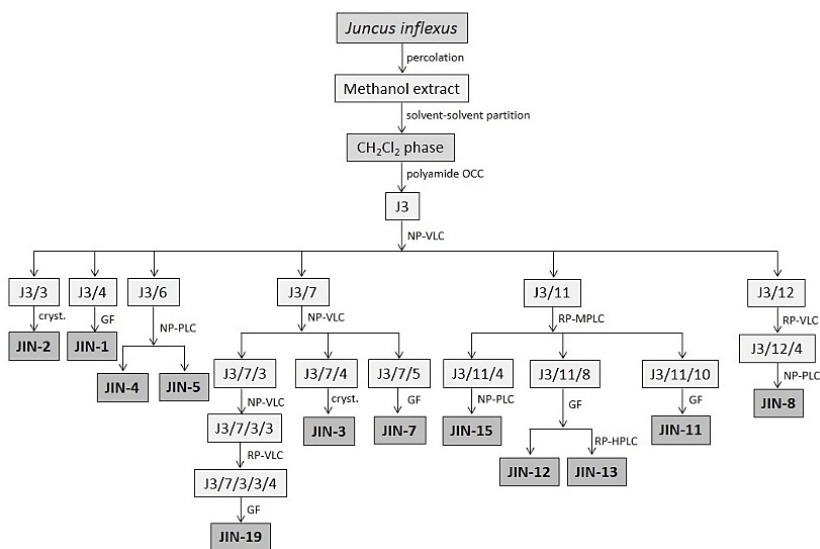 Juncus inflexus
percolation
Methanol extract
solvent-solvent partition
CH₂Cl₂ phase
polyamide OCC
J3
NP-VLC
J3/3
J3/4
J3/6
J3/7
J3/11
J3/12
cryst.
GF
NP-PLC
NP-VLC
RP-MPLC
RP-VLC
JIN-2
JIN-1
J3/12/4
JIN-4
JIN-5
J3/7/3
J3/7/4
J3/7/5
J3/11/4
J3/11/8
J3/11/10
NP-PLC
NP-VLC
cryst.
GF
NP-PLC
GF
GF
JIN-8
J3/7/3/3
JIN-3
JIN-7
JIN-15
JIN-11
RP-HPLC
RP-VLC
JIN-12
JIN-13
J3/7/3/3/4
GF
JIN-19